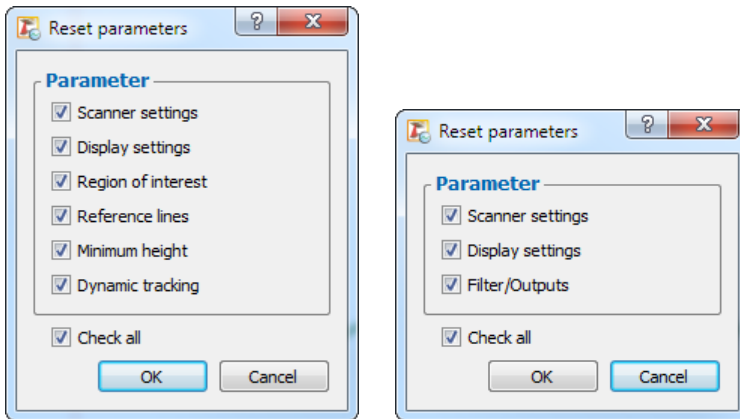 Reset parameters
Parameter
Scanner settings
Display settings
Region of interest
Reference lines
Minimum height
Dynamic tracking
Check all
OK
Cancel
Reset parameters
Parameter
Scanner settings
Display settings
Filter/Outputs
Check all
OK
Cancel